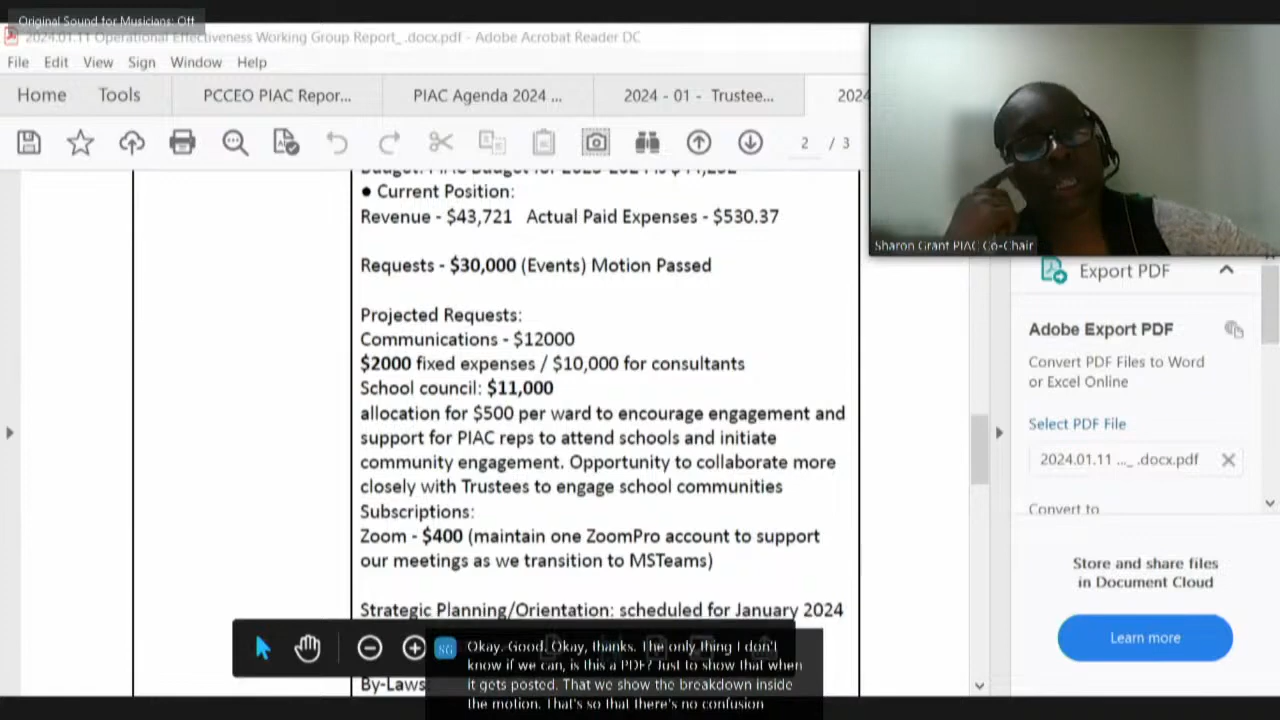 Original Sound for Musicians: Off
2024.01.11 Operational Effectiveness Working Group Report_.docx.pdf - Adobe Acrobat Reader DC
File Edit View Sign Window Help
Home Tools PCCEO PIAC Repor... PIAC Agenda 2024 ... 2024 - 01 - Trustee... 2024
2 / 3
● Current Position:
Revenue - $43,721 Actual Paid Expenses - $530.37
Requests - $30,000 (Events) Motion Passed
Projected Requests:
Communications - $12000
$2000 fixed expenses / $10,000 for consultants
School council: $11,000
allocation for $500 per ward to encourage engagement and
support for PIAC reps to attend schools and initiate
community engagement. Opportunity to collaborate more
closely with Trustees to engage school communities
Subscriptions:
Zoom - $400 (maintain one ZoomPro account to support
our meetings as we transition to MSTeams)
Strategic Planning/Orientation: scheduled for January 2024
By-Laws
SG Okay. Good. Okay, thanks. The only thing I don't
know if we can, is this a PDF? Just to show that when
it gets posted. That we show the breakdown inside
the motion. That's so that there's no confusion
Sharon Grant PIAC Co-Chair
Export PDF
Adobe Export PDF
Convert PDF Files to Word
or Excel Online
Select PDF File
2024.01.11 ..._ .docx.pdf
Convert to
Store and share files
in Document Cloud
Learn more